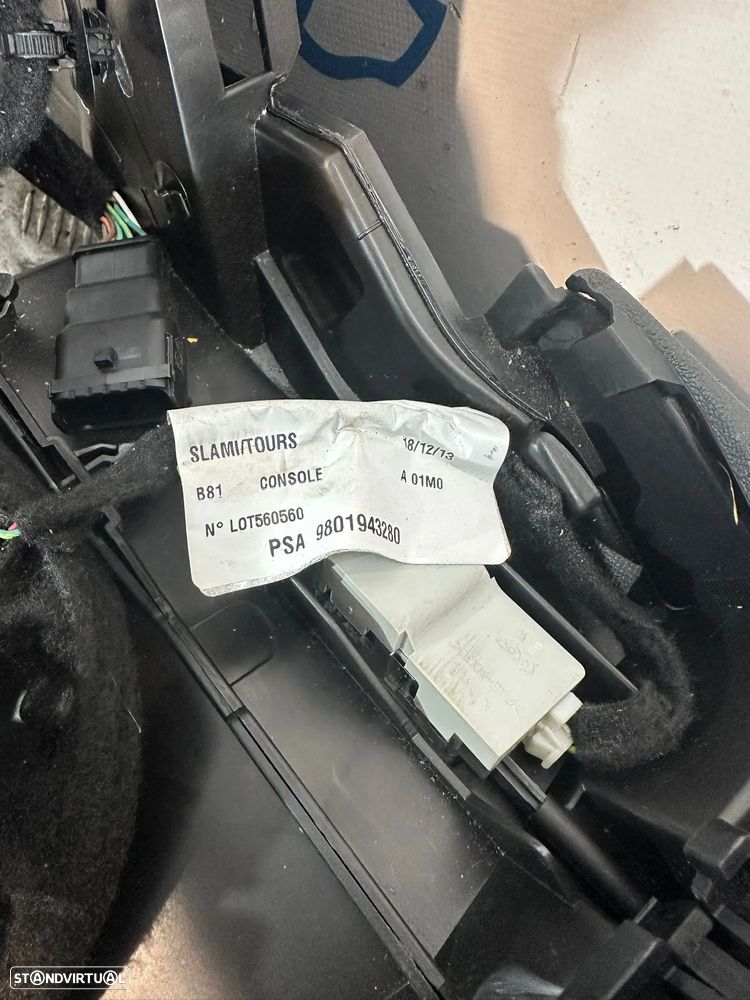 SLAMI/TOURS 18/12/13
B81 CONSOLE A 01M0
N° LOT560560
PSA 9801943280
STANDVIRTUAL